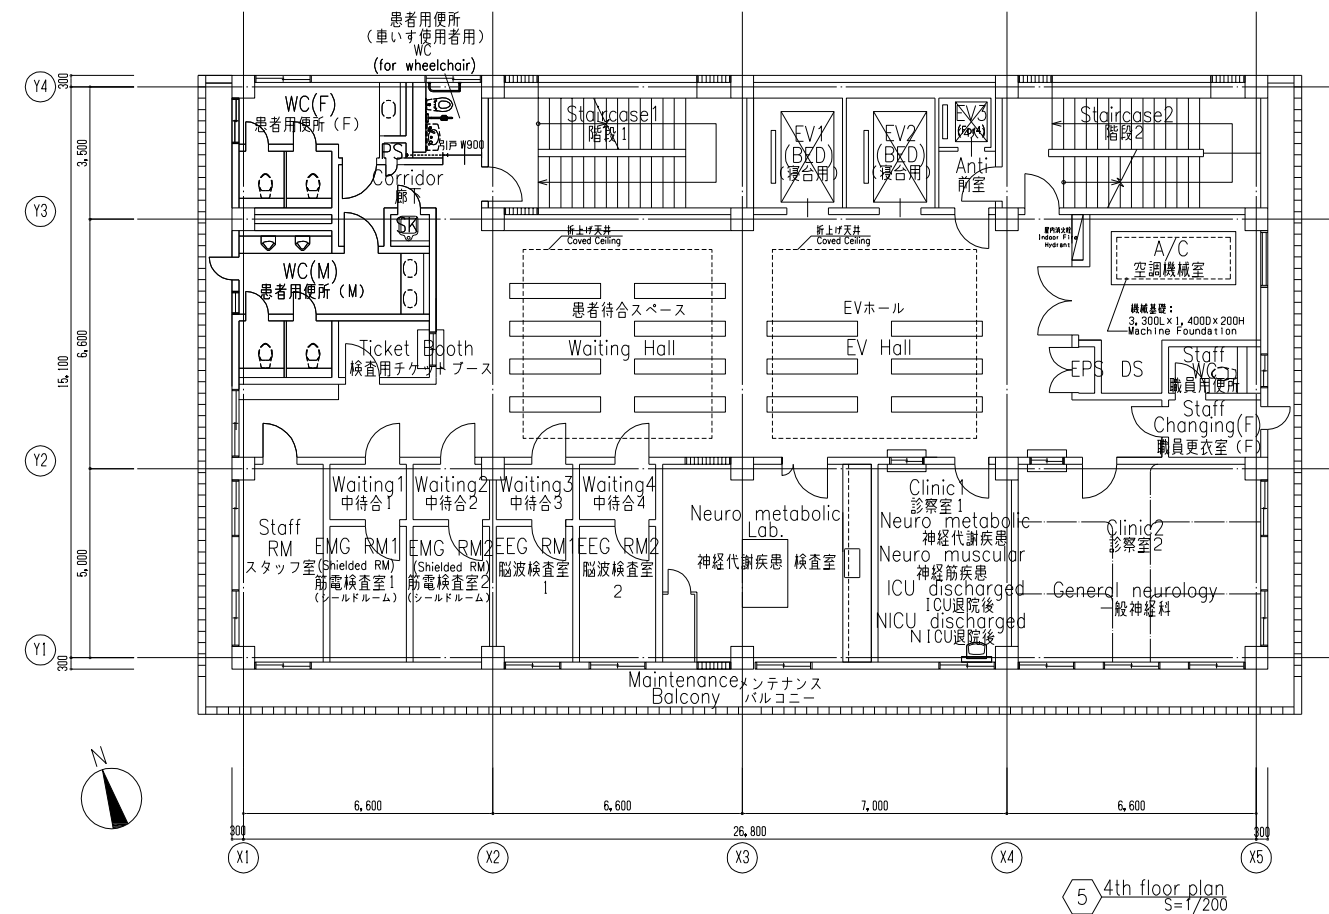 患者用便所
(車いす使用者用)
WC
(for wheelchair)
Y4
300
WC(F)
患者用便所 (F)
PS
引戸 W900
Staircase1
階段1
EV1
(BED)
(寝台用)
EV2
(BED)
(寝台用)
EV3
Anti
前室
Staircase2
階段2
3,500
Corridor
廊下
Y3
SK
折上げ天井
Coved Ceiling
折上げ天井
Coved Ceiling
屋内消火栓
Indoor Fire
Hydrant
A/C
空調機械室
WC(M)
患者用便所 (M)
患者待合スペース
Waiting Hall
EVホール
EV Hall
機械基礎:
3,300L×1,400D×200H
Machine Foundation
6,600
15,100
Ticket Booth
検査用チケットブース
EPS
DS
Staff
WC
職員用便所
Staff
Changing(F)
職員更衣室 (F)
Y2
Waiting1
中待合1
Waiting2
中待合2
Waiting3
中待合3
Waiting4
中待合4
Staff
RM
スタッフ室
EMG RM1
(Shielded RM)
筋電検査室1
(シールドルーム)
EMG RM2
(Shielded RM)
筋電検査室2
(シールドルーム)
EEG RM1
脳波検査室
1
EEG RM2
脳波検査室
2
Neuro metabolic
Lab.
神経代謝疾患 検査室
Clinic1
診察室1
Neuro metabolic
神経代謝疾患
Neuro muscular
神経筋疾患
ICU discharged
ICU退院後
NICU discharged
NICU退院後
Clinic2
診察室2
General neurology
一般神経科
5,000
Y1
300
Maintenance
Balcony
メンテナンス
バルコニー
N
6,600
6,600
7,000
6,600
300
26,800
300
X1
X2
X3
X4
X5
5
4th floor plan
S=1/200